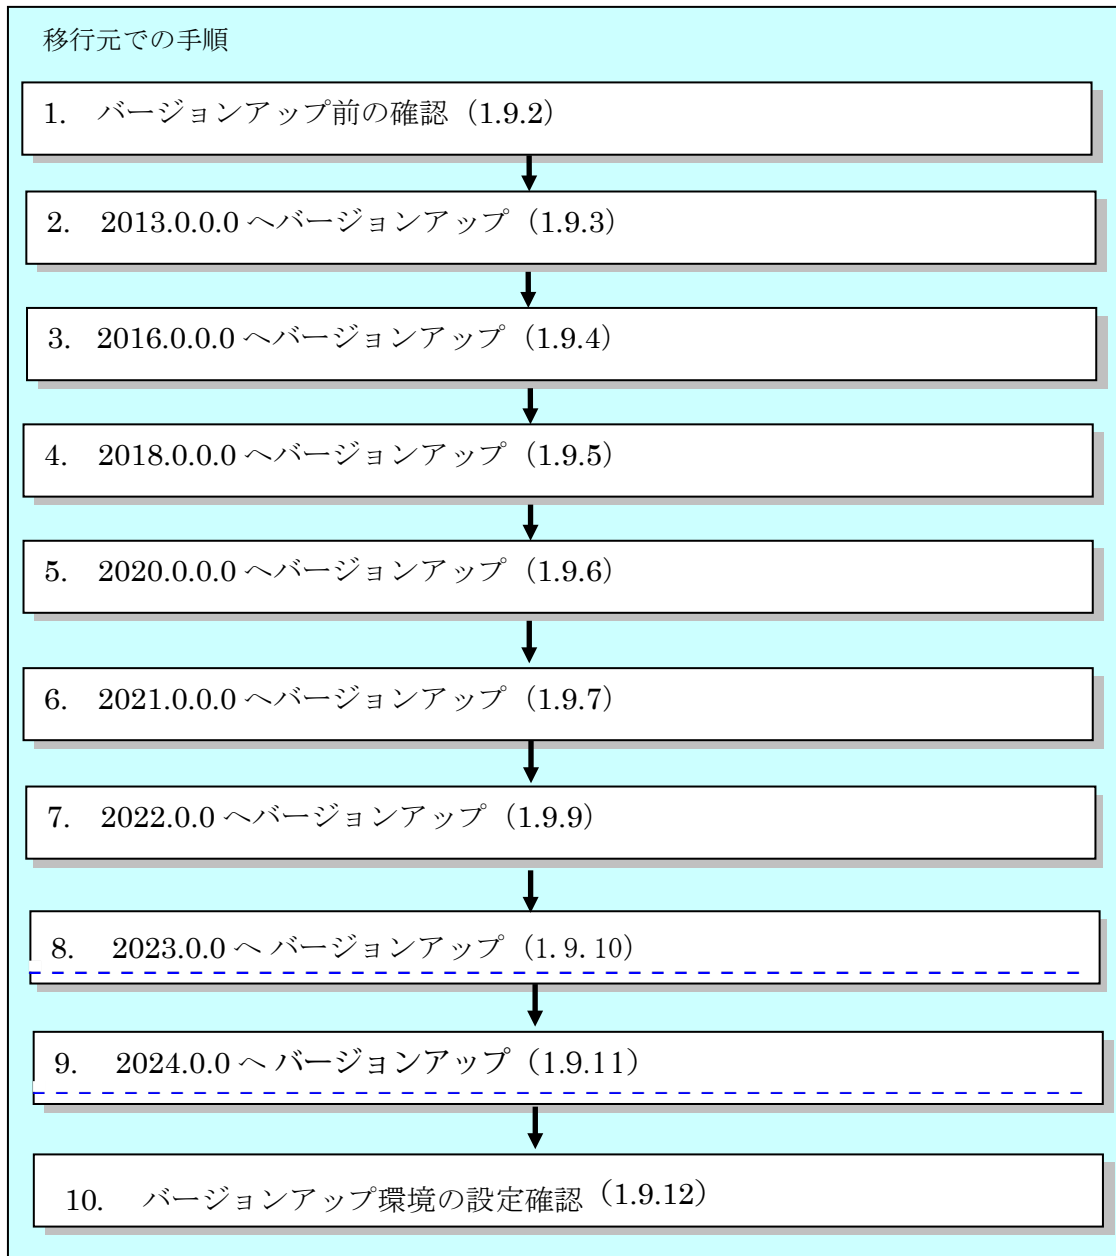 移行元での手順
1. バージョンアップ前の確認（1.9.2）
2. 2013.0.0.0 へバージョンアップ（1.9.3）
3. 2016.0.0.0 へバージョンアップ（1.9.4）
4. 2018.0.0.0 へバージョンアップ（1.9.5）
5. 2020.0.0.0 へバージョンアップ（1.9.6）
6. 2021.0.0.0 へバージョンアップ（1.9.7）
7. 2022.0.0 へバージョンアップ（1.9.9）
8. 2023.0.0 へ バージョンアップ（1.9.10）
9. 2024.0.0 へ バージョンアップ（1.9.11）
10. バージョンアップ環境の設定確認（1.9.12）